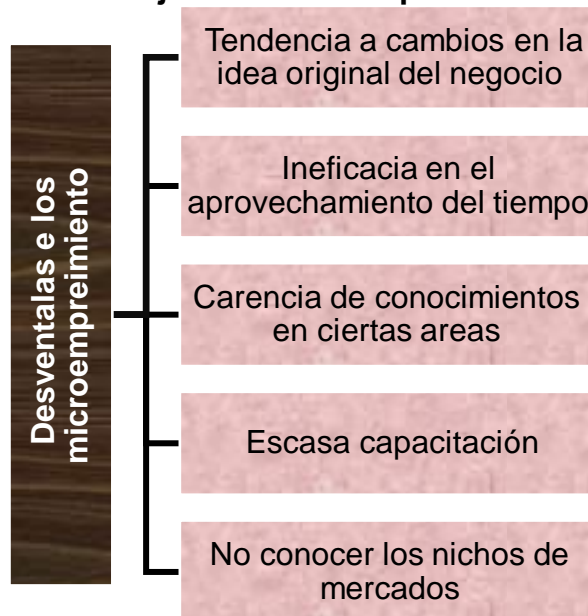 Desventalas e los
microempreimiento
Tendencia a cambios en la
idea original del negocio
Ineficacia en el
aprovechamiento del tiempo
Carencia de conocimientos
en ciertas areas
Escasa capacitación
No conocer los nichos de
mercados